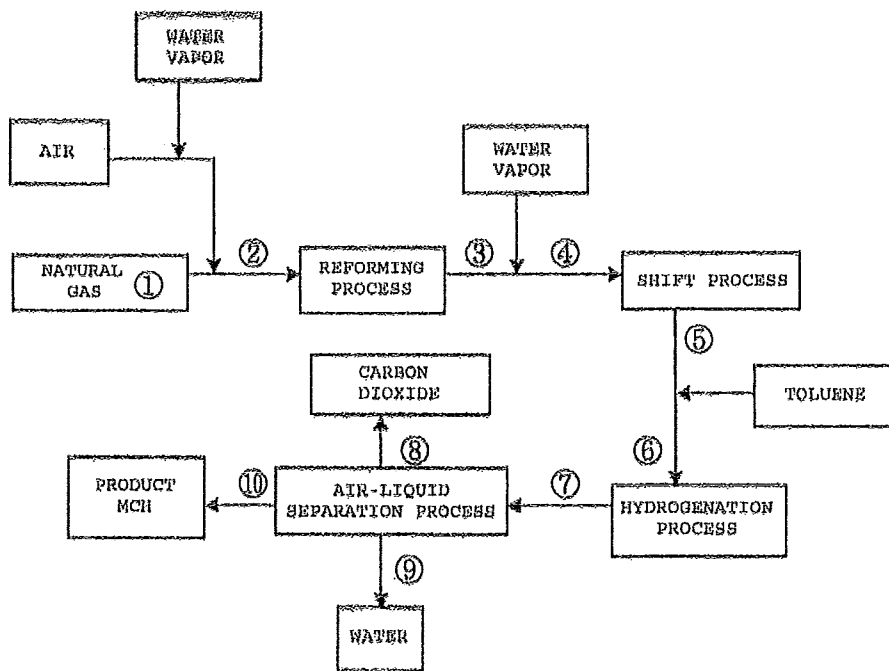 WATER
VAPOR
AIR
WATER
VAPOR
NATURAL
GAS
①
②
REFORMING
PROCESS
③
④
SHIFT PROCESS
⑤
CARBON
DIOXIDE
TOLUENE
⑧
⑥
PRODUCT
MCH
⑩
AIR-LIQUID
SEPARATION PROCESS
⑦
HYDROGENATION
PROCESS
⑨
WATER